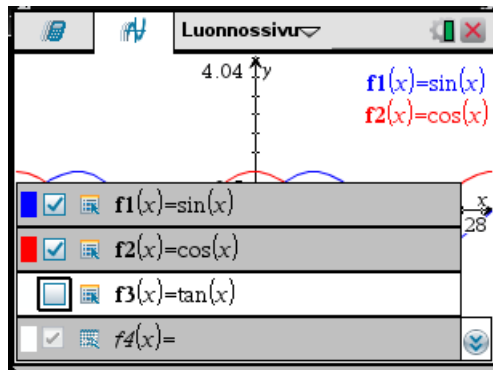 Luonnossivu
4.04 y
f1(x)=sin(x)
f2(x)=cos(x)
f1(x)=sin(x)
x
f2(x)=cos(x)
28
f3(x)=tan(x)
f4(x)=